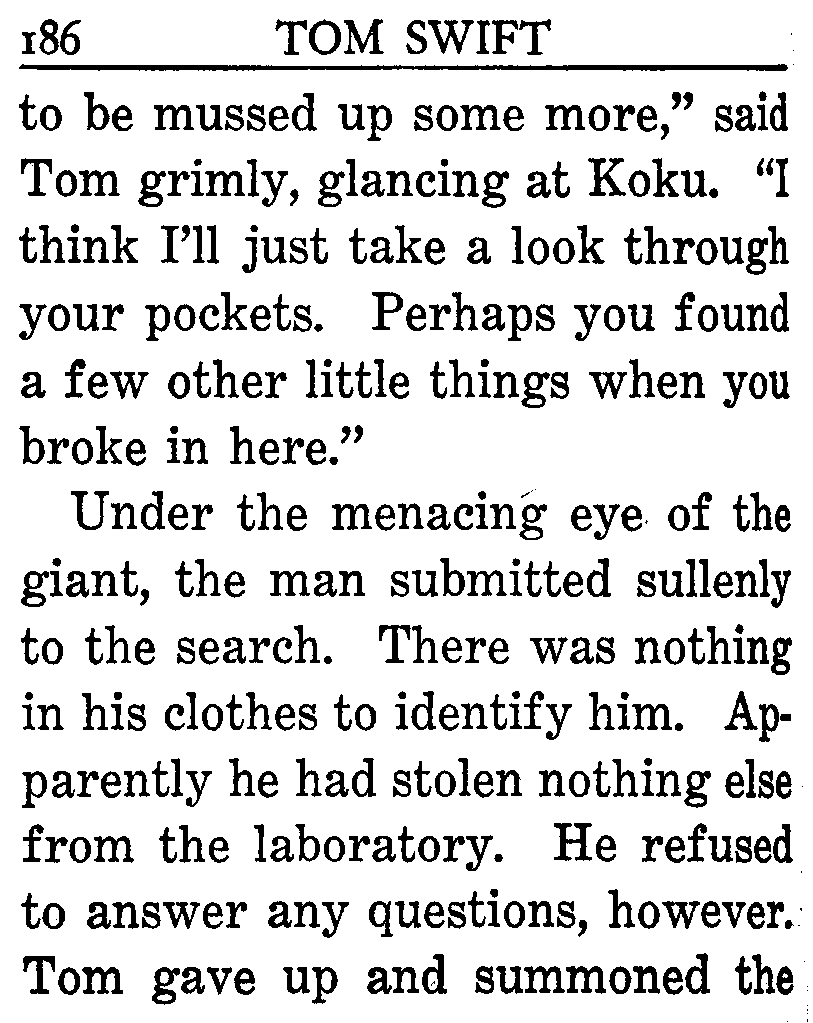 186 TOM SWIFT
to be mussed up some more,” said
Tom grimly, glancing at Koku. “I
think I’ll just take a look through
your pockets. Perhaps you found
a few other little things when you
broke in here.”
Under the menacing eye of the
giant, the man submitted sullenly
to the search. There was nothing
in his clothes to identify him. Ap-
parently he had stolen nothing else
from the laboratory. He refused
to answer any questions, however.
Tom gave up and summoned the